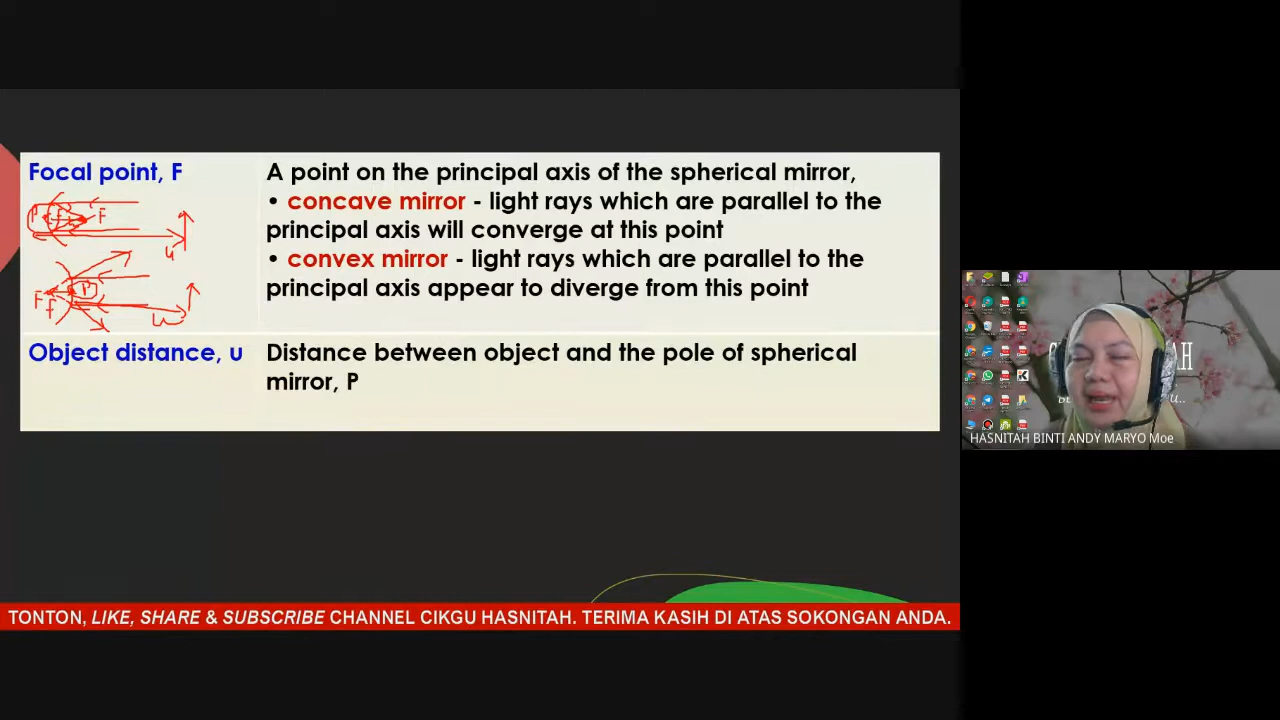 Focal point, F
A point on the principal axis of the spherical mirror,
• concave mirror - light rays which are parallel to the
principal axis will converge at this point
• convex mirror - light rays which are parallel to the
principal axis appear to diverge from this point
P
f
F
u
F
f
P
u
Object distance, u
Distance between object and the pole of spherical
mirror, P
HASNITAH BINTI ANDY MARYO Moe
TONTON, LIKE, SHARE & SUBSCRIBE CHANNEL CIKGU HASNITAH. TERIMA KASIH DI ATAS SOKONGAN ANDA.